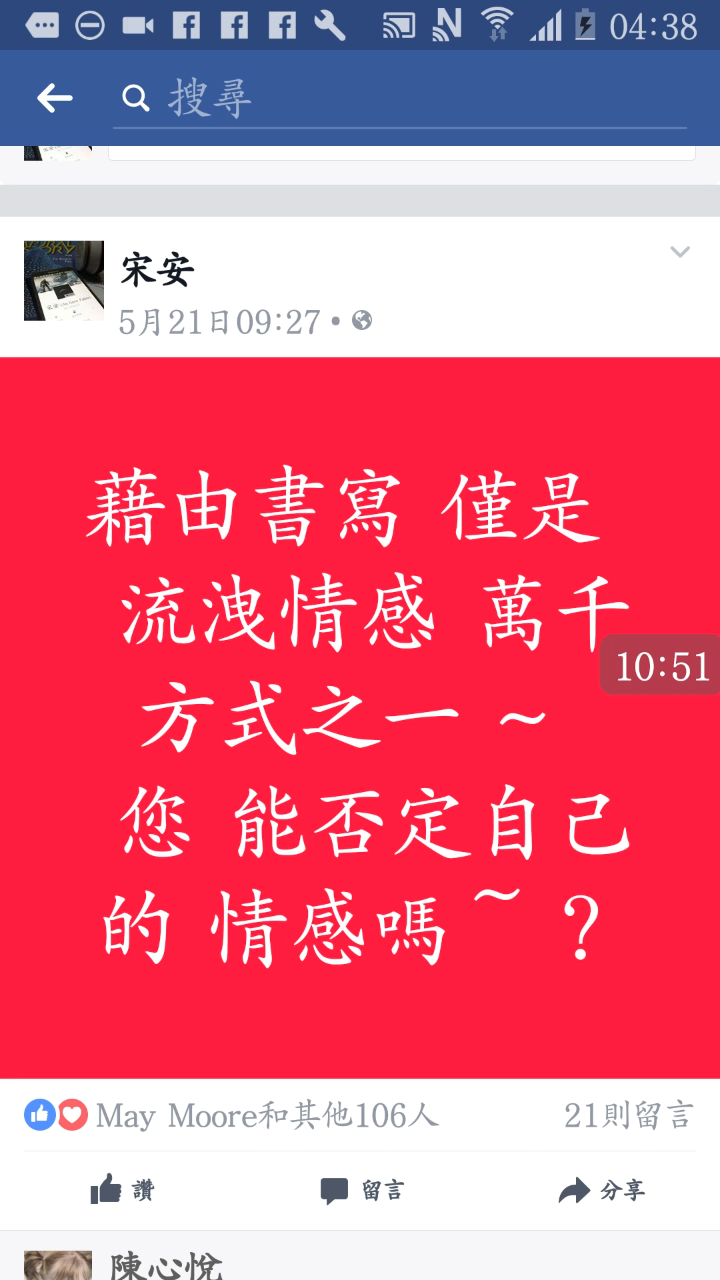 04:38
搜尋
宋安
5月21日09:27
藉由書寫 僅是
流洩情感 萬千
10:51
方式之一 ~
您 能否定自己
的 情感嗎 ~ ?
May Moore和其他106人
21則留言
讚
留言
分享
陳心悅